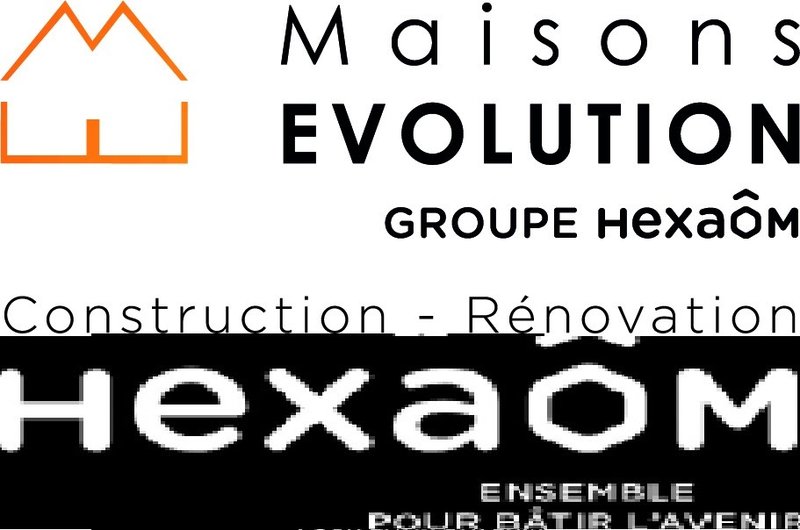 Maisons
EVOLUTION
GROUPE HexaÔM
Construction - Rénovation
HexaÔM
ENSEMBLE
POUR BÂTIR L'AVENIR